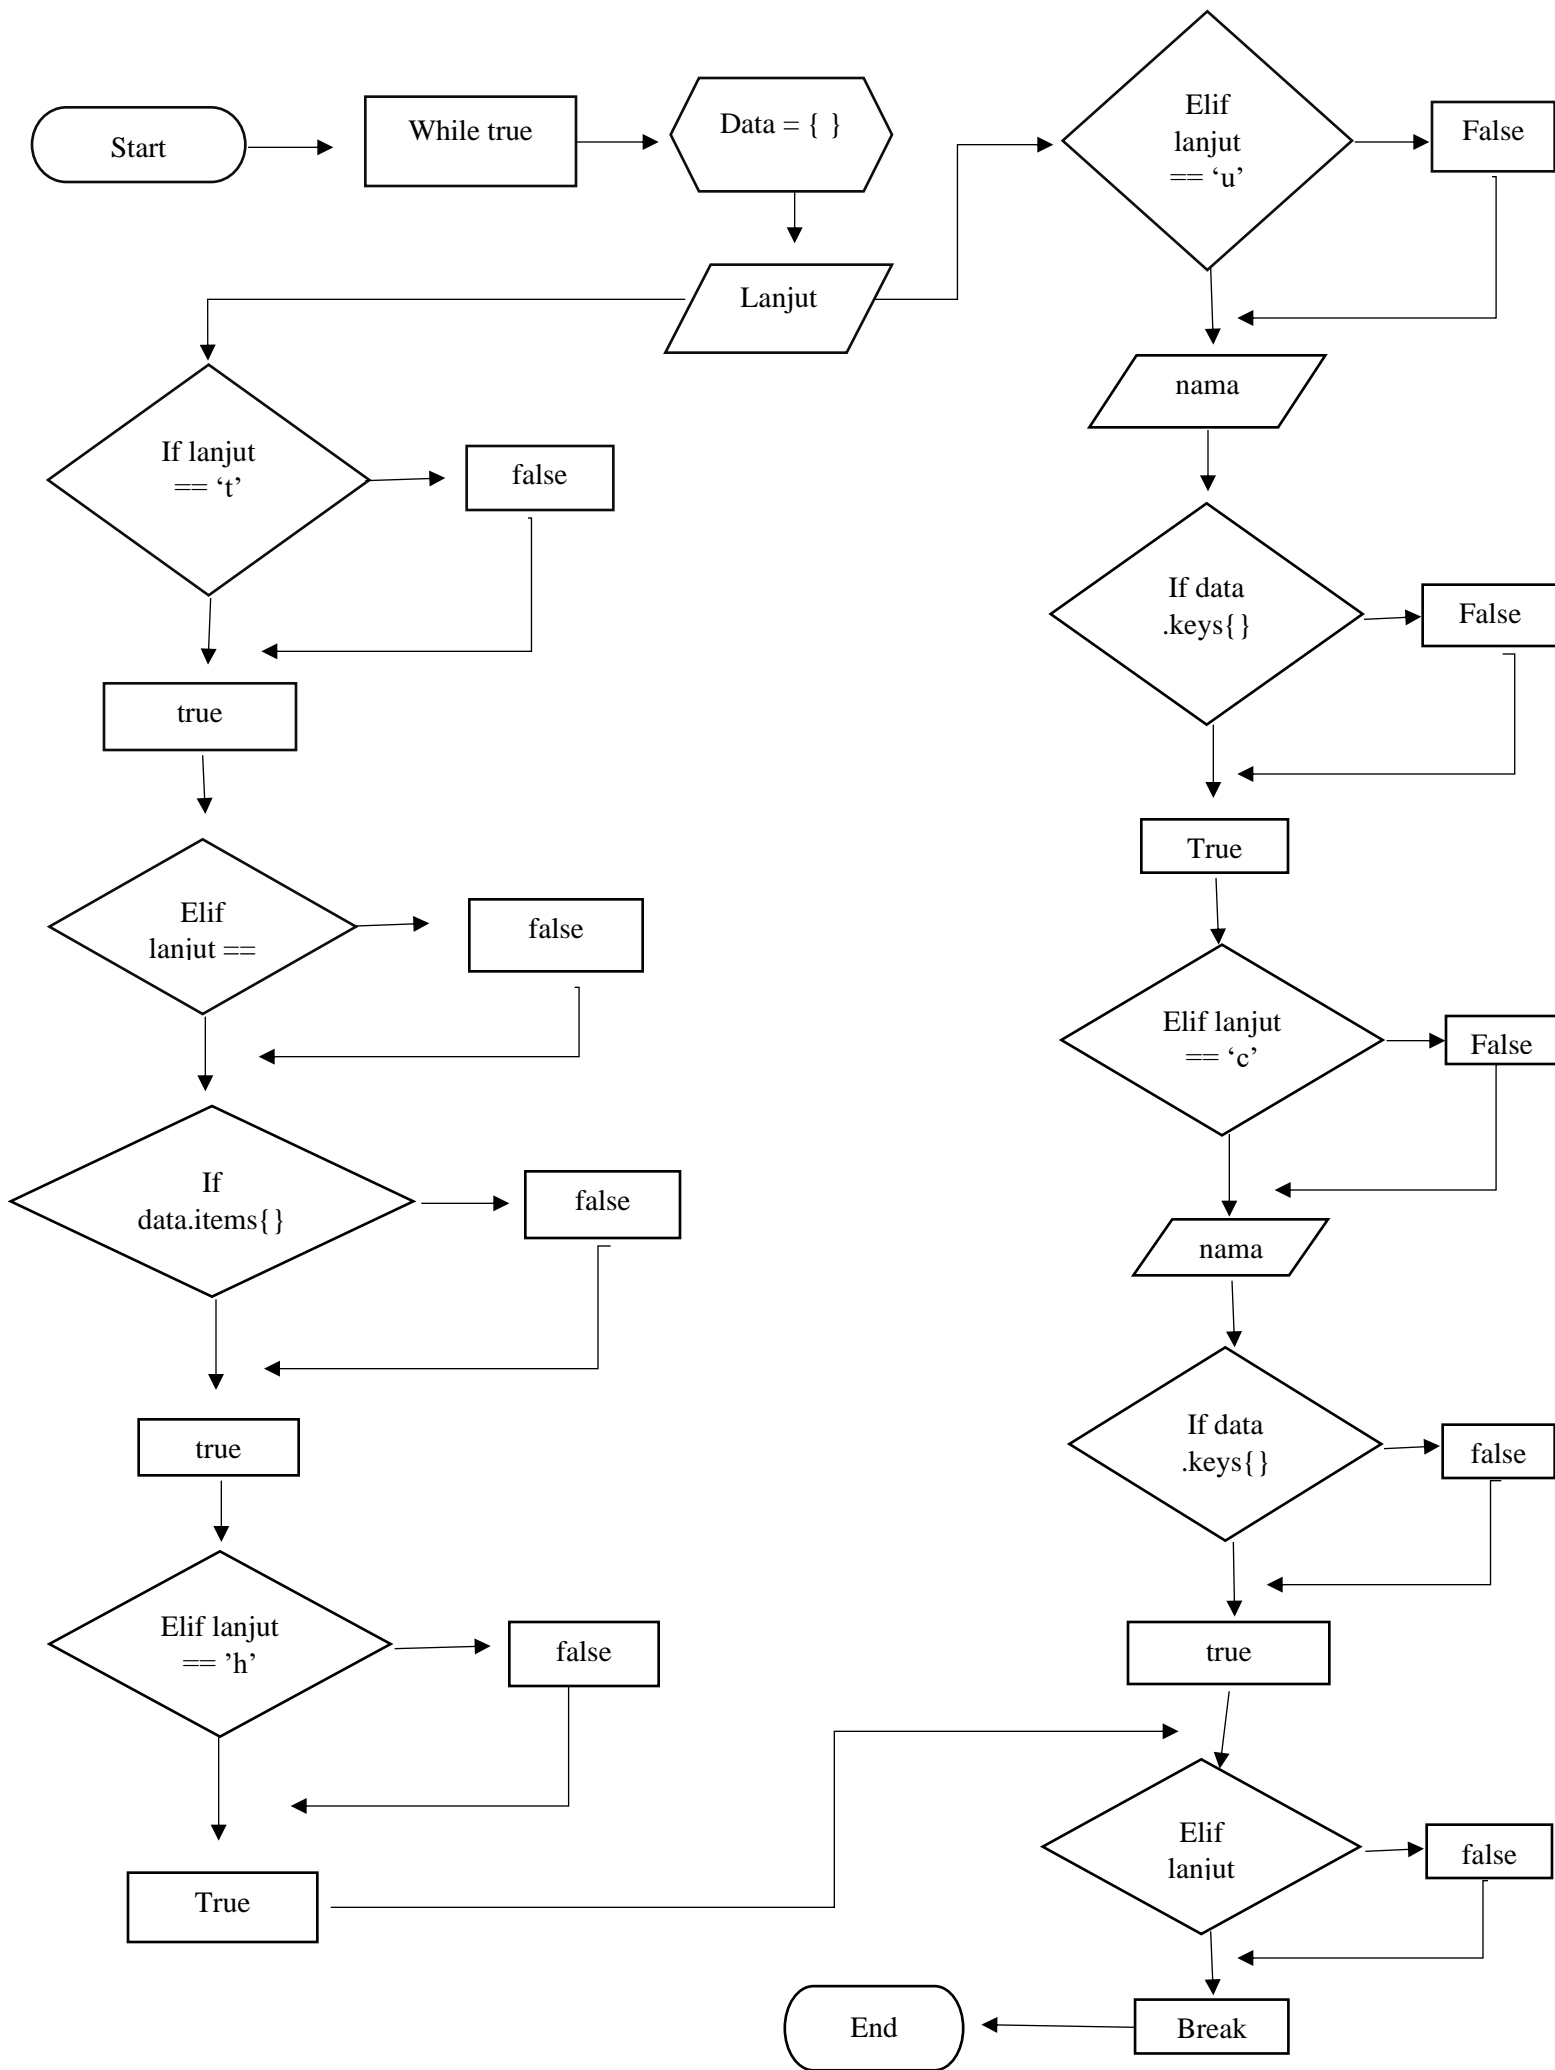 Start
While true
Data = { }
Lanjut
If lanjut
== ‘t’
false
true
Elif
lanjut ==
false
If
data.items{}
false
true
Elif lanjut
== ’h’
false
True
Elif
lanjut
== ‘u’
False
nama
If data
.keys{}
False
True
Elif lanjut
== ‘c’
False
nama
If data
.keys{}
false
true
Elif
lanjut
false
Break
End